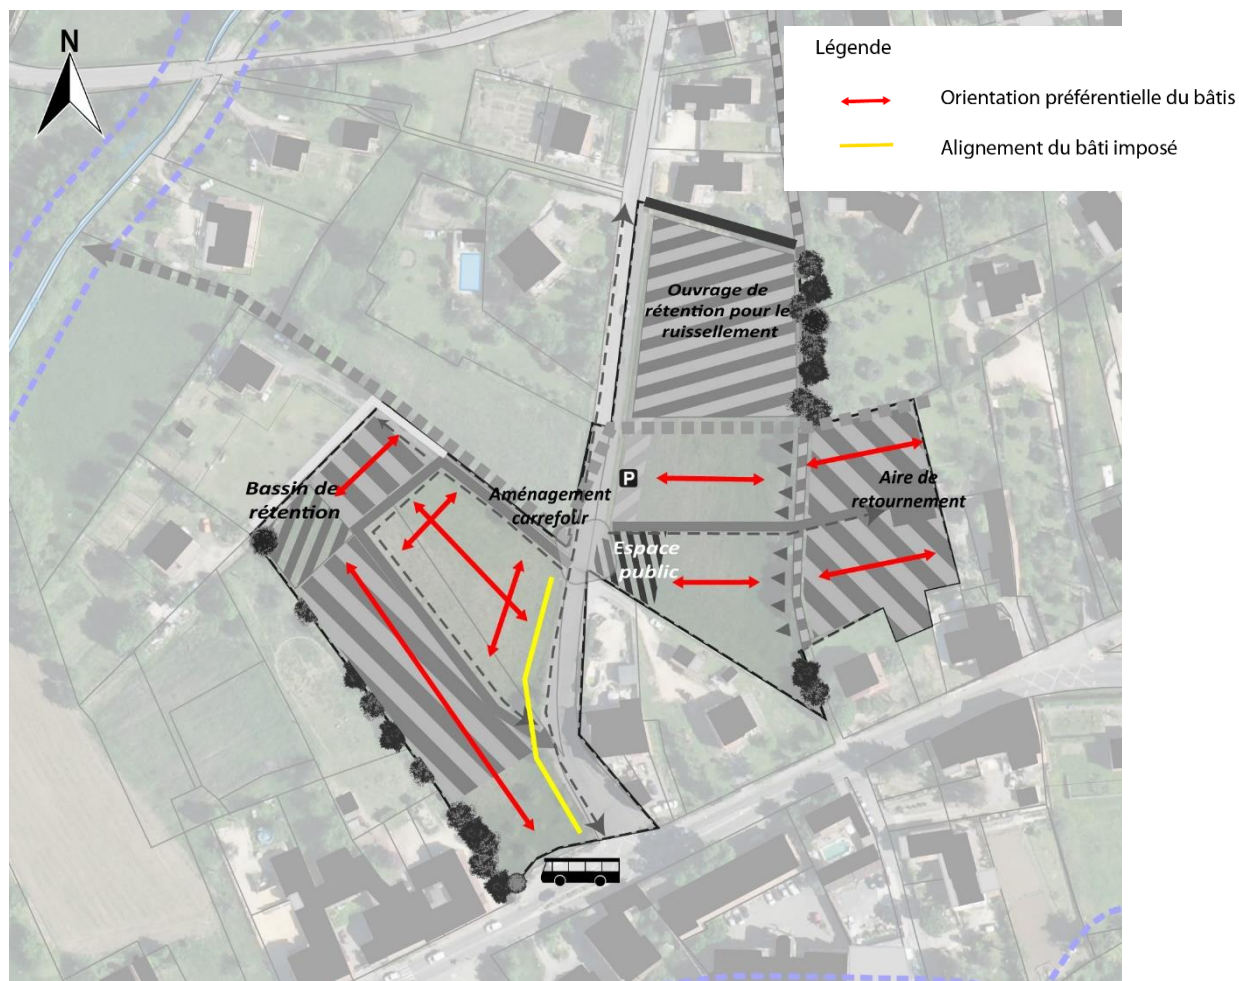 N
Légende
Orientation préférentielle du bâtis
Alignement du bâti imposé
Ouvrage de
rétention pour le
ruissellement
Bassin de
rétention
Aménagement
carrefour
P
Aire de
retournement
Espace
public